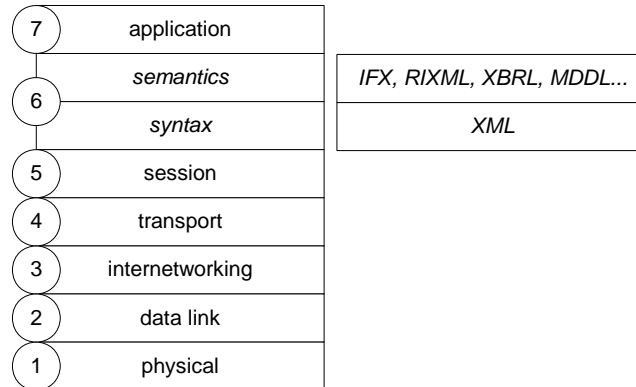 7 application
semantics IFX, RIXML, XBRL, MDDL...
6
syntax XML
5 session
4 transport
3 internetworking
2 data link
1 physical